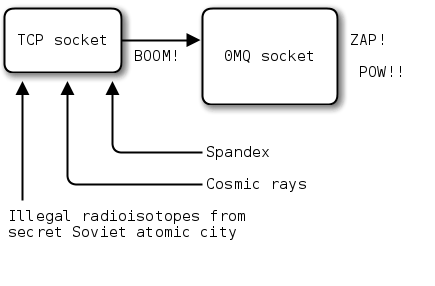 TCP socket
BOOM!
0MQ socket
ZAP!
POW!!
Spandex
Cosmic rays
Illegal radioisotopes from
secret Soviet atomic city